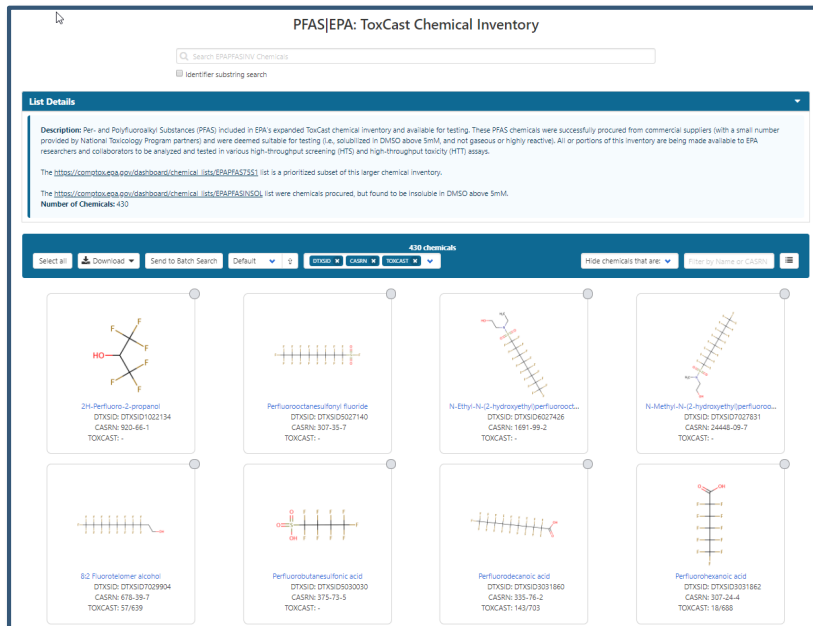 PFAS|EPA: ToxCast Chemical Inventory
Search EPAPFASINV Chemicals
Identifier substring search
List Details
Description: Per- and Polyfluoroalkyl Substances (PFAS) included in EPA's expanded ToxCast chemical inventory and available for testing. These PFAS chemicals were successfully procured from commercial suppliers (with a small number
provided by National Toxicology Program partners) and were deemed suitable for testing (i.e., solubilized in DMSO above 5mM, and not gaseous or highly reactive). All or portions of this inventory are being made available to EPA
researchers and collaborators to be analyzed and tested in various high-throughput screening (HTS) and high-throughput toxicity (HTT) assays.
The https://comptox.epa.gov/dashboard/chemical_lists/EPAPFAS75S1 list is a prioritized subset of this larger chemical inventory.
The https://comptox.epa.gov/dashboard/chemical_lists/EPAPFASINSOL list were chemicals procured, but found to be insoluble in DMSO above 5mM.
Number of Chemicals: 430
430 chemicals
Select all Download Send to Batch Search Default DTXSID CASRN TOXCAST Hide chemicals that are: Filter by Name or CASRN
2H-Perfluoro-2-propanol
DTXSID: DTXSID1022134
CASRN: 920-66-1
TOXCAST: -
Perfluorooctanesulfonyl fluoride
DTXSID: DTXSID5027140
CASRN: 307-35-7
TOXCAST: -
N-Ethyl-N-(2-hydroxyethyl)perfluorooct...
DTXSID: DTXSID6027426
CASRN: 1691-99-2
TOXCAST: -
N-Methyl-N-(2-hydroxyethyl)perfluoroo...
DTXSID: DTXSID7027831
CASRN: 24448-09-7
TOXCAST: -
8:2 Fluorotelomer alcohol
DTXSID: DTXSID7029904
CASRN: 678-39-7
TOXCAST: 57/639
Perfluorobutanesulfonic acid
DTXSID: DTXSID5030030
CASRN: 375-73-5
TOXCAST: -
Perfluorodecanoic acid
DTXSID: DTXSID3031860
CASRN: 335-76-2
TOXCAST: 143/703
Perfluorohexanoic acid
DTXSID: DTXSID3031862
CASRN: 307-24-4
TOXCAST: 18/688